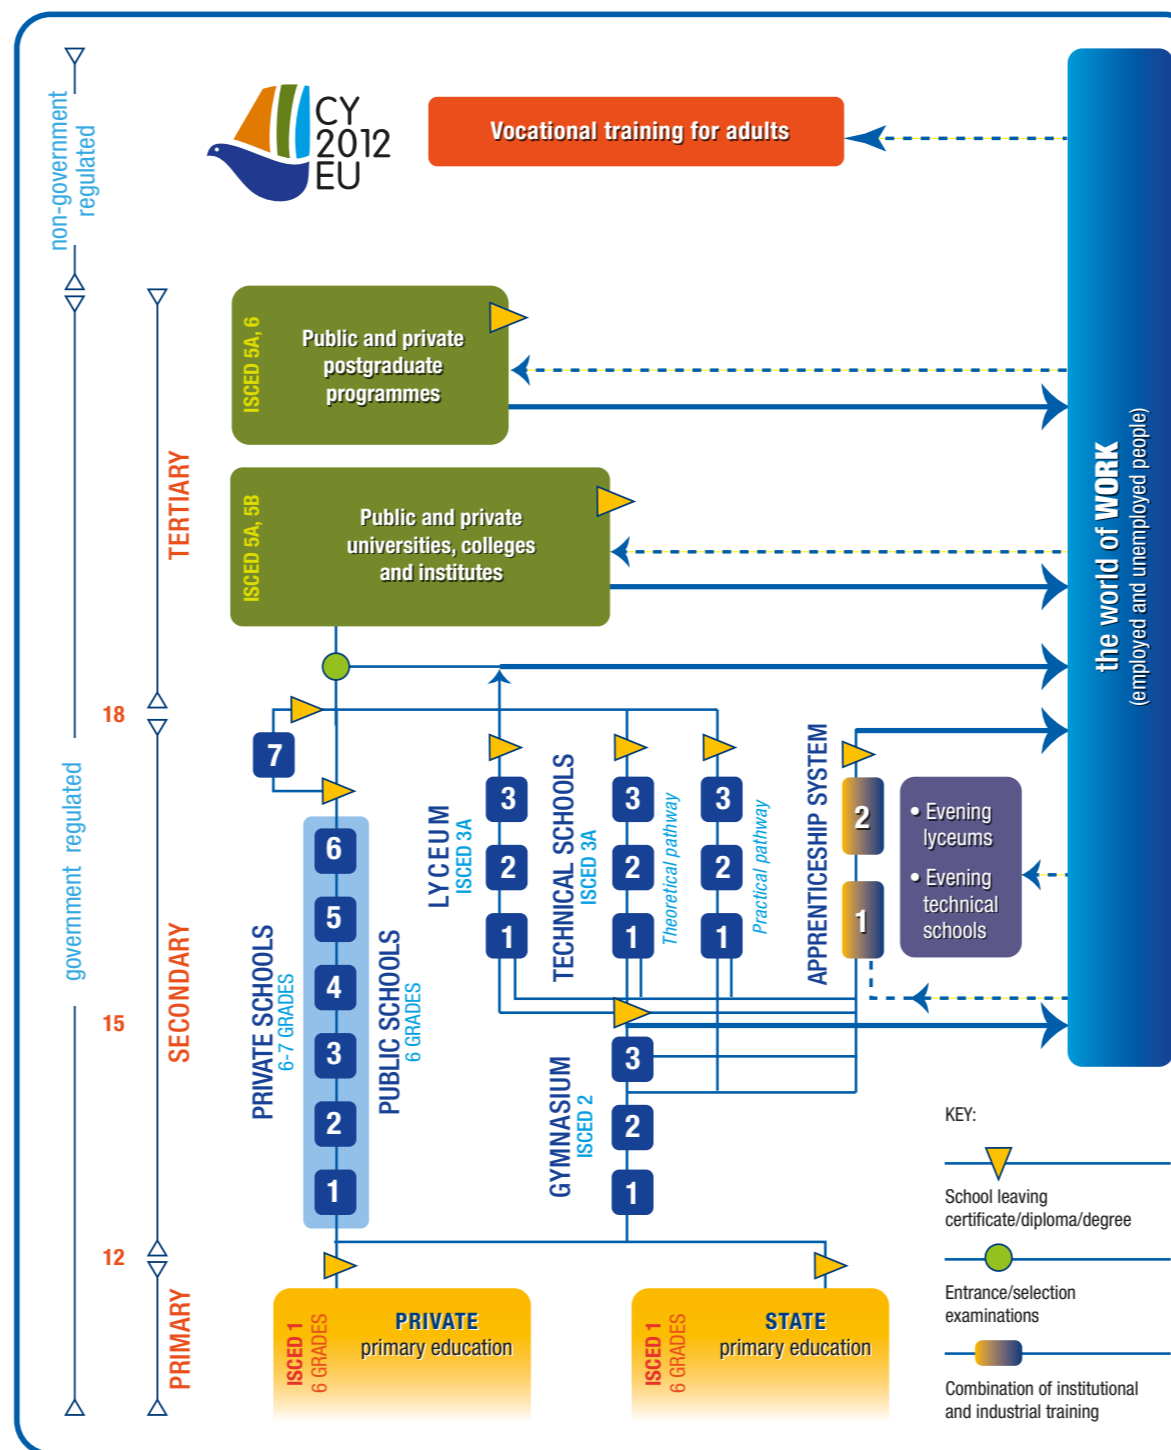 non-government
regulated
government regulated
CY
2012
EU
Vocational training for adults
ISCED 5A, 6
Public and private
postgraduate
programmes
TERTIARY
ISCED 5A, 5B
Public and private
universities, colleges
and institutes
the world of WORK
(employed and unemployed people)
18
7
SECONDARY
15
PRIVATE SCHOOLS
6-7 GRADES
6
5
4
3
2
1
PUBLIC SCHOOLS
6 GRADES
LYCEUM
ISCED 3A
3
2
1
TECHNICAL SCHOOLS
ISCED 3A
3
2
1
Theoretical pathway
3
2
1
Practical pathway
APPRENTICESHIP SYSTEM
2
1
• Evening
lyceums
• Evening
technical
schools
GYMNASIUM
ISCED 2
3
2
1
12
PRIMARY
ISCED 1
6 GRADES
PRIVATE
primary education
ISCED 1
6 GRADES
STATE
primary education
KEY:
School leaving
certificate/diploma/degree
Entrance/selection
examinations
Combination of institutional
and industrial training